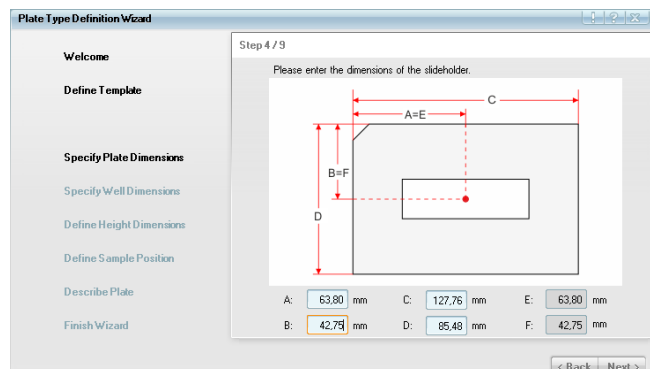 Plate Type Definition Wizard
Welcome
Define Template
Specify Plate Dimensions
Specify Well Dimensions
Define Height Dimensions
Define Sample Position
Describe Plate
Finish Wizard
Step 4 / 9
Please enter the dimensions of the slideholder.
C
A=E
B=F
D
A: 63,80 mm C: 127,76 mm E: 63,80 mm
B: 42,75 mm D: 85,48 mm F: 42,75 mm
< Back Next >